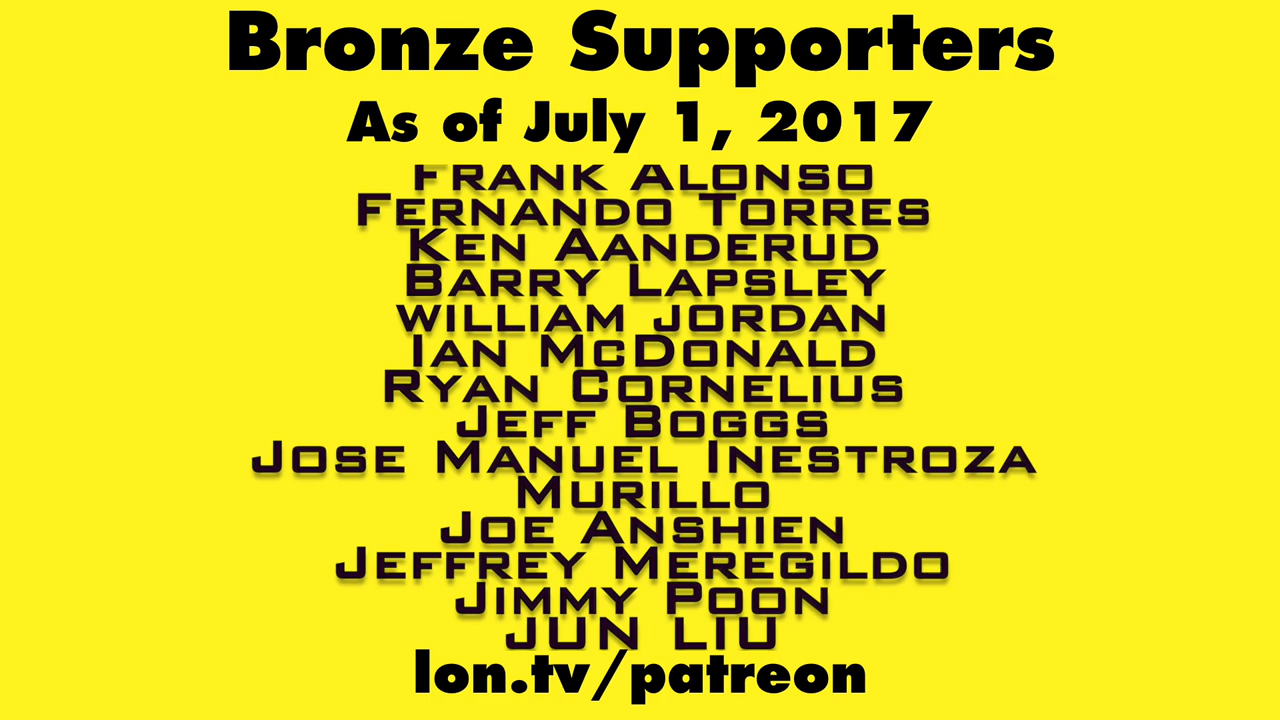 Bronze Supporters
As of July 1, 2017
FRANK ALONSO
FERNANDO TORRES
KEN AANDERUD
BARRY LAPSLEY
WILLIAM JORDAN
IAN MCDONALD
RYAN CORNELIUS
JEFF BOGGS
JOSE MANUEL INESTROZA
MURILLO
JOE ANSHIEN
JEFFREY MEREGILDO
JIMMY POON
JUN LIU
lon.tv/patreon